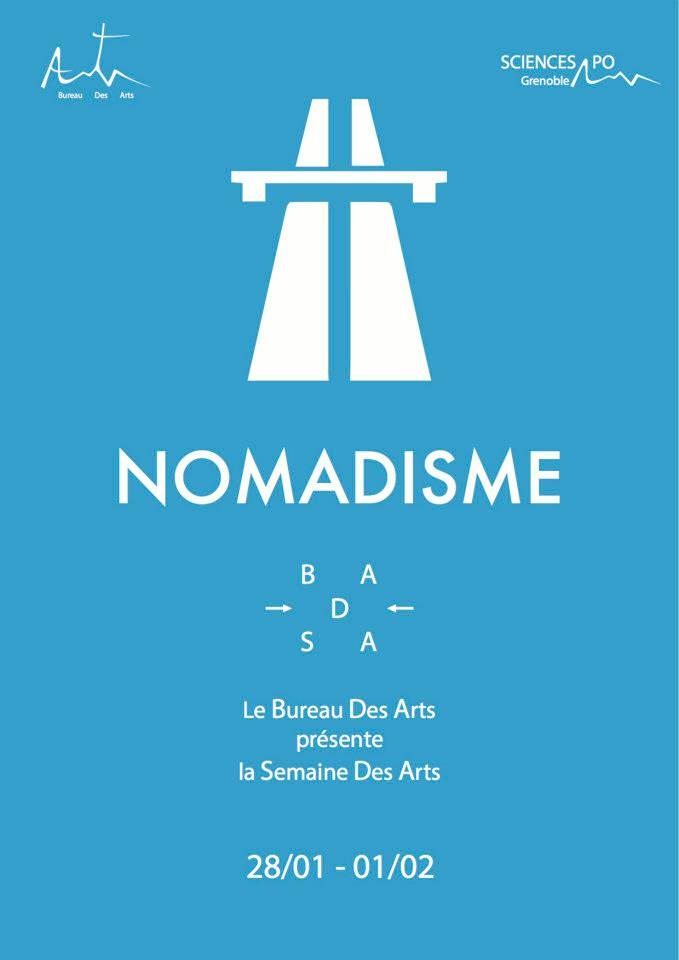 Art
Bureau Des Arts
SCIENCES PO
Grenoble
NOMADISME
B A
→ D ←
S A
Le Bureau Des Arts
présente
la Semaine Des Arts
28/01 - 01/02